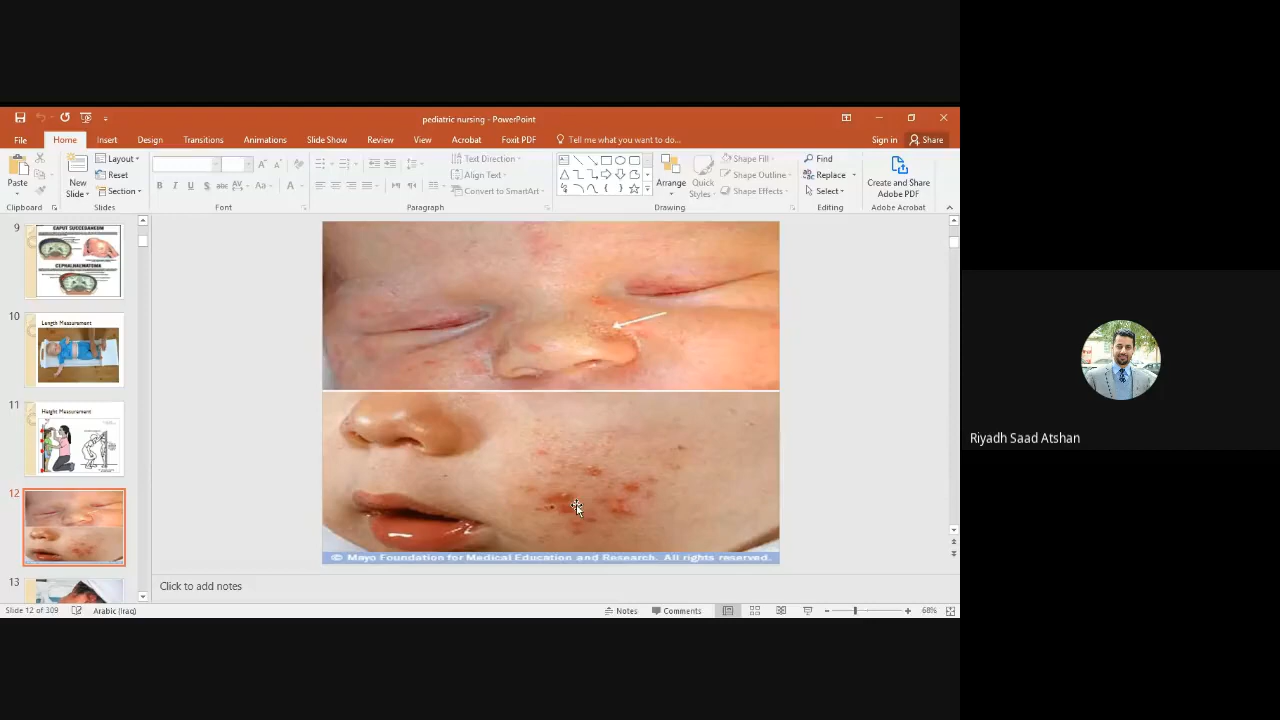 pediatric nursing - PowerPoint
File Home Insert Design Transitions Animations Slide Show Review View Acrobat Foxit PDF Tell me what you want to do... Sign in Share
Paste
New Slide
Layout
Reset
Section
Text Direction
Align Text
Convert to SmartArt
Arrange
Quick Styles
Shape Fill
Shape Outline
Shape Effects
Find
Replace
Select
Create and Share Adobe PDF
Clipboard Slides Font Paragraph Drawing Editing Adobe Acrobat
9
CAPUT SUCCEDANEUM
CEPHALHAEMATOMA
10
Length Measurement
11
Height Measurement
12
13
© Mayo Foundation for Medical Education and Research. All rights reserved.
Click to add notes
Slide 12 of 309 Arabic (Iraq) Notes Comments 68%
Riyadh Saad Atshan